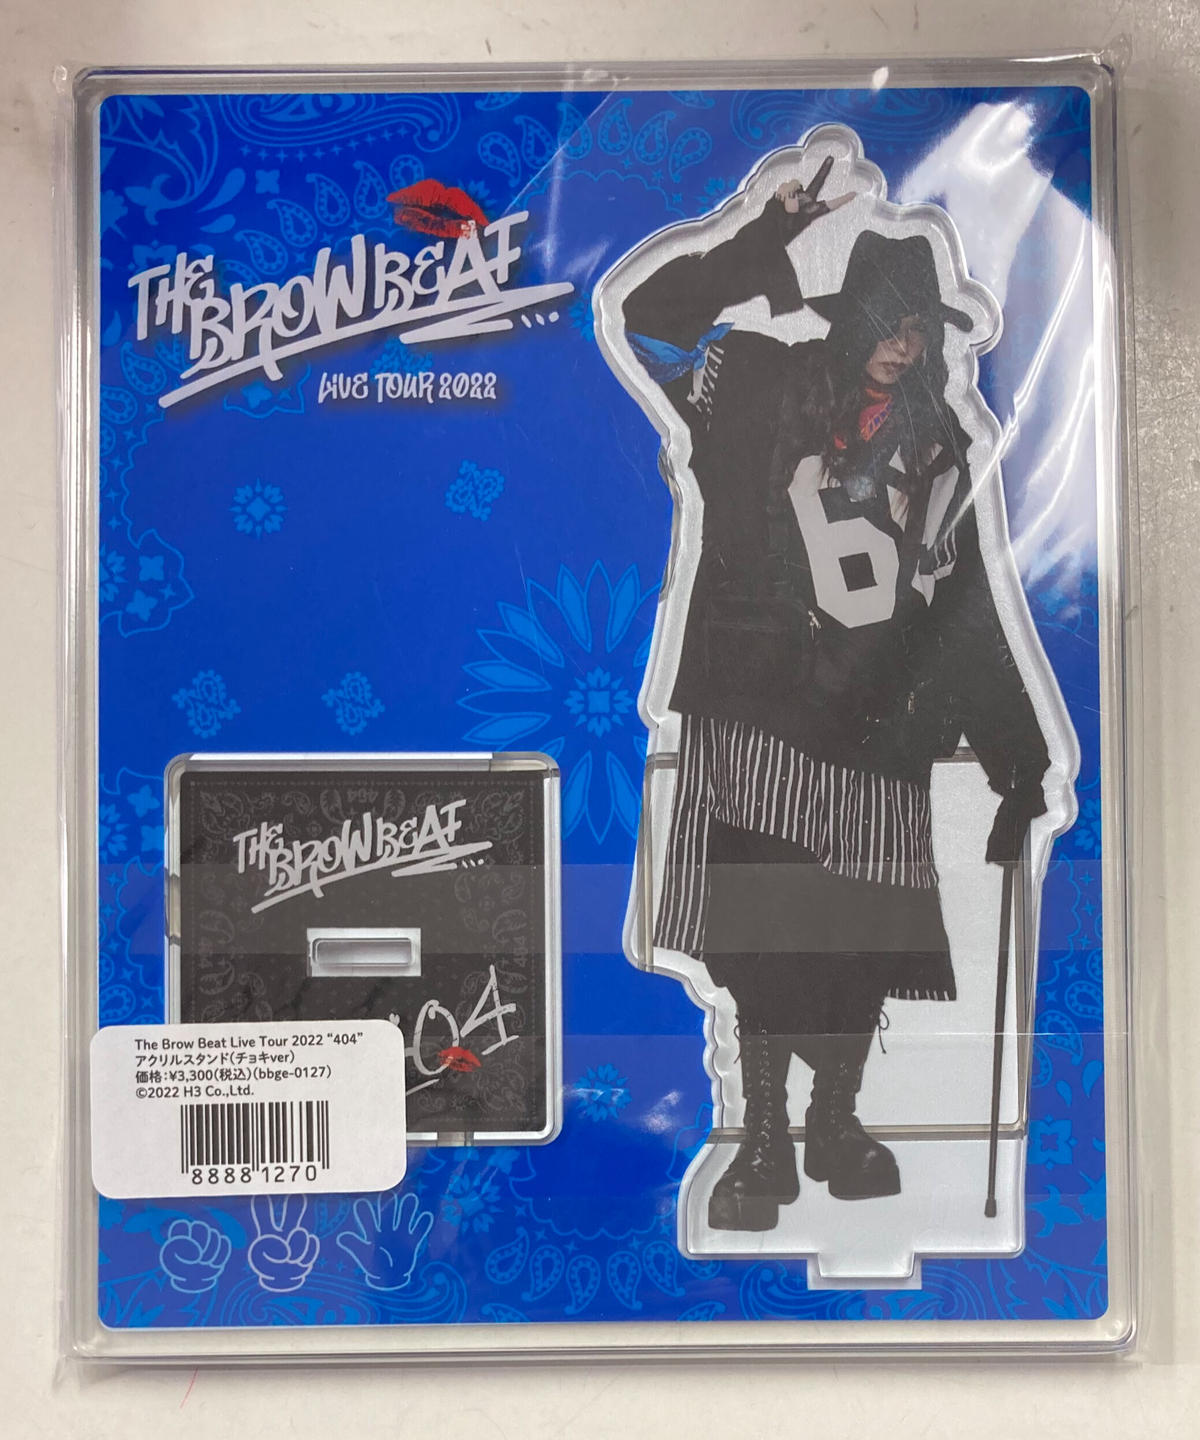 THE
BROW BEAT
LIVE TOUR 2022
67
THE
BROW BEAT
404
The Brow Beat Live Tour 2022 “404”
アクリルスタンド(チョキver)
価格:¥3,300(税込)(bbge-0127)
©2022 H3 Co.,Ltd.
88881270